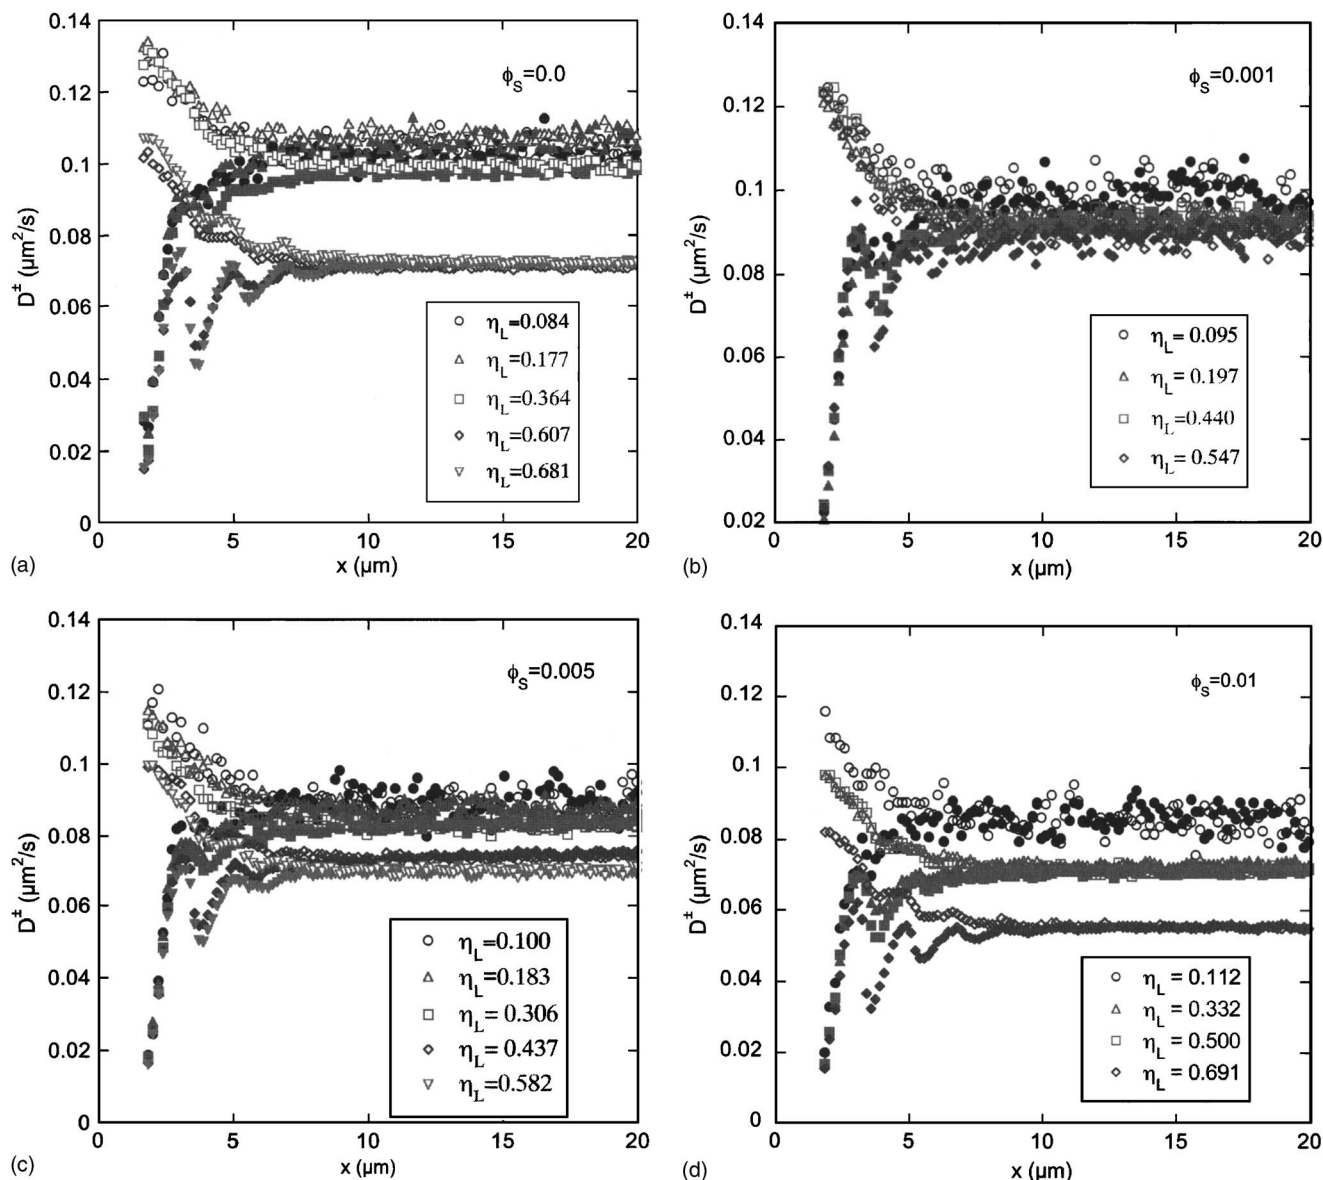 0.14
0.12
0.1
0.08
0.06
0.04
0.02
0
D± (μm²/s)
ϕS=0.0
ηL=0.084
ηL=0.177
ηL=0.364
ηL=0.607
ηL=0.681
0 5 10 15 20
x (μm)
(a)
0.14
0.12
0.1
0.08
0.06
0.04
0.02
D± (μm²/s)
ϕS=0.001
ηL= 0.095
ηL= 0.197
ηL=0.440
ηL= 0.547
0 5 10 15 20
x (μm)
(b)
0.14
0.12
0.1
0.08
0.06
0.04
0.02
0
D± (μm²/s)
ϕS=0.005
ηL=0.100
ηL=0.183
ηL= 0.306
ηL=0.437
ηL=0.582
0 5 10 15 20
x (μm)
(c)
0.14
0.12
0.1
0.08
0.06
0.04
0.02
0
D± (μm²/s)
ϕS=0.01
ηL = 0.112
ηL = 0.332
ηL = 0.500
ηL = 0.691
0 5 10 15 20
x (μm)
(d)